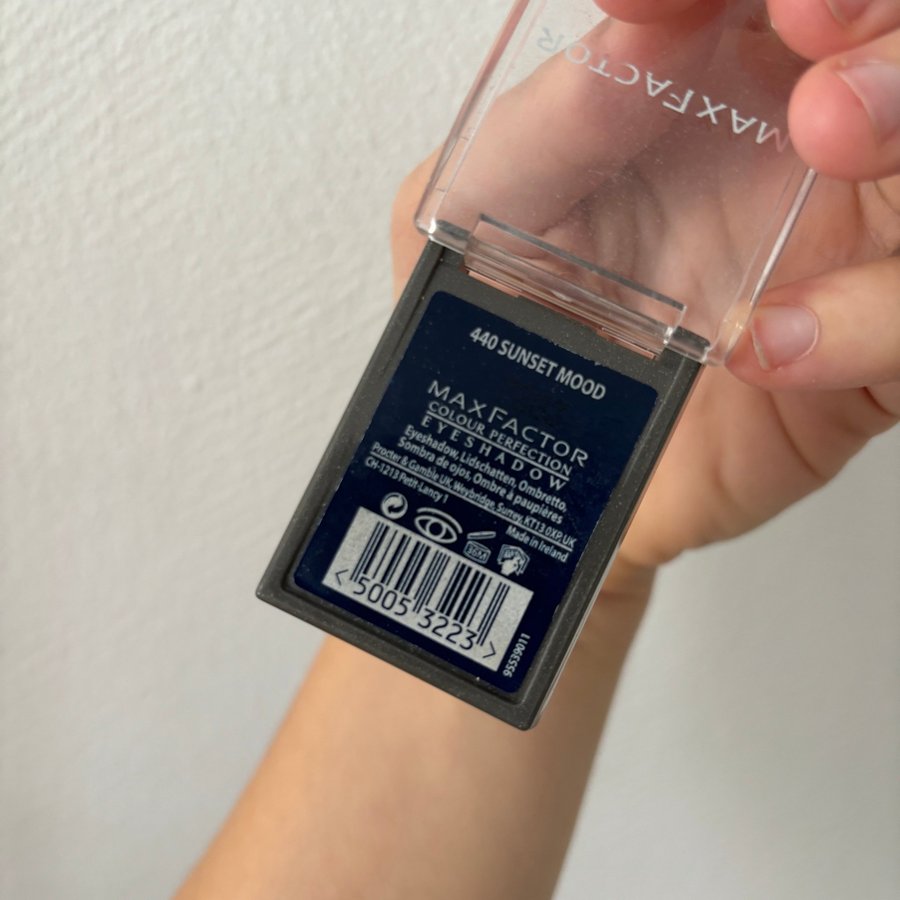 MAXFACTOR
440 SUNSET MOOD
MAXFACTOR
COLOUR PERFECTION
EYESHADOW
Eyeshadow, Lidschatten, Ombretto,
Sombra de ojos, Ombre à paupières
Procter & Gamble UK, Weybridge, Surrey, KT13 0XP, UK
CH-1213 Petit-Lancy 1
Made in Ireland
36M
< 5005 3223 >
95539011